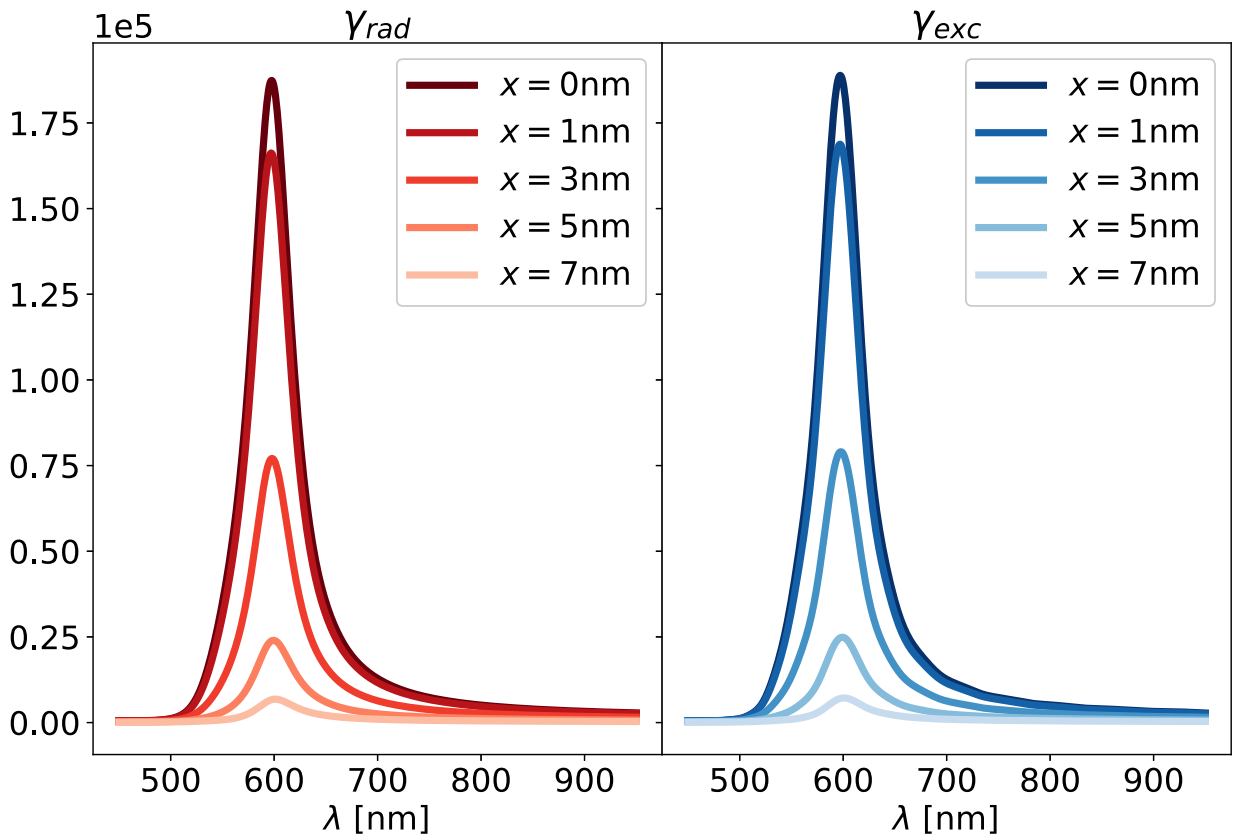 1e5
γrad
γexc
x = 0nm
x = 1nm
x = 3nm
x = 5nm
x = 7nm
x = 0nm
x = 1nm
x = 3nm
x = 5nm
x = 7nm
1.75
1.50
1.25
1.00
0.75
0.50
0.25
0.00
500 600 700 800 900
500 600 700 800 900
λ [nm]
λ [nm]